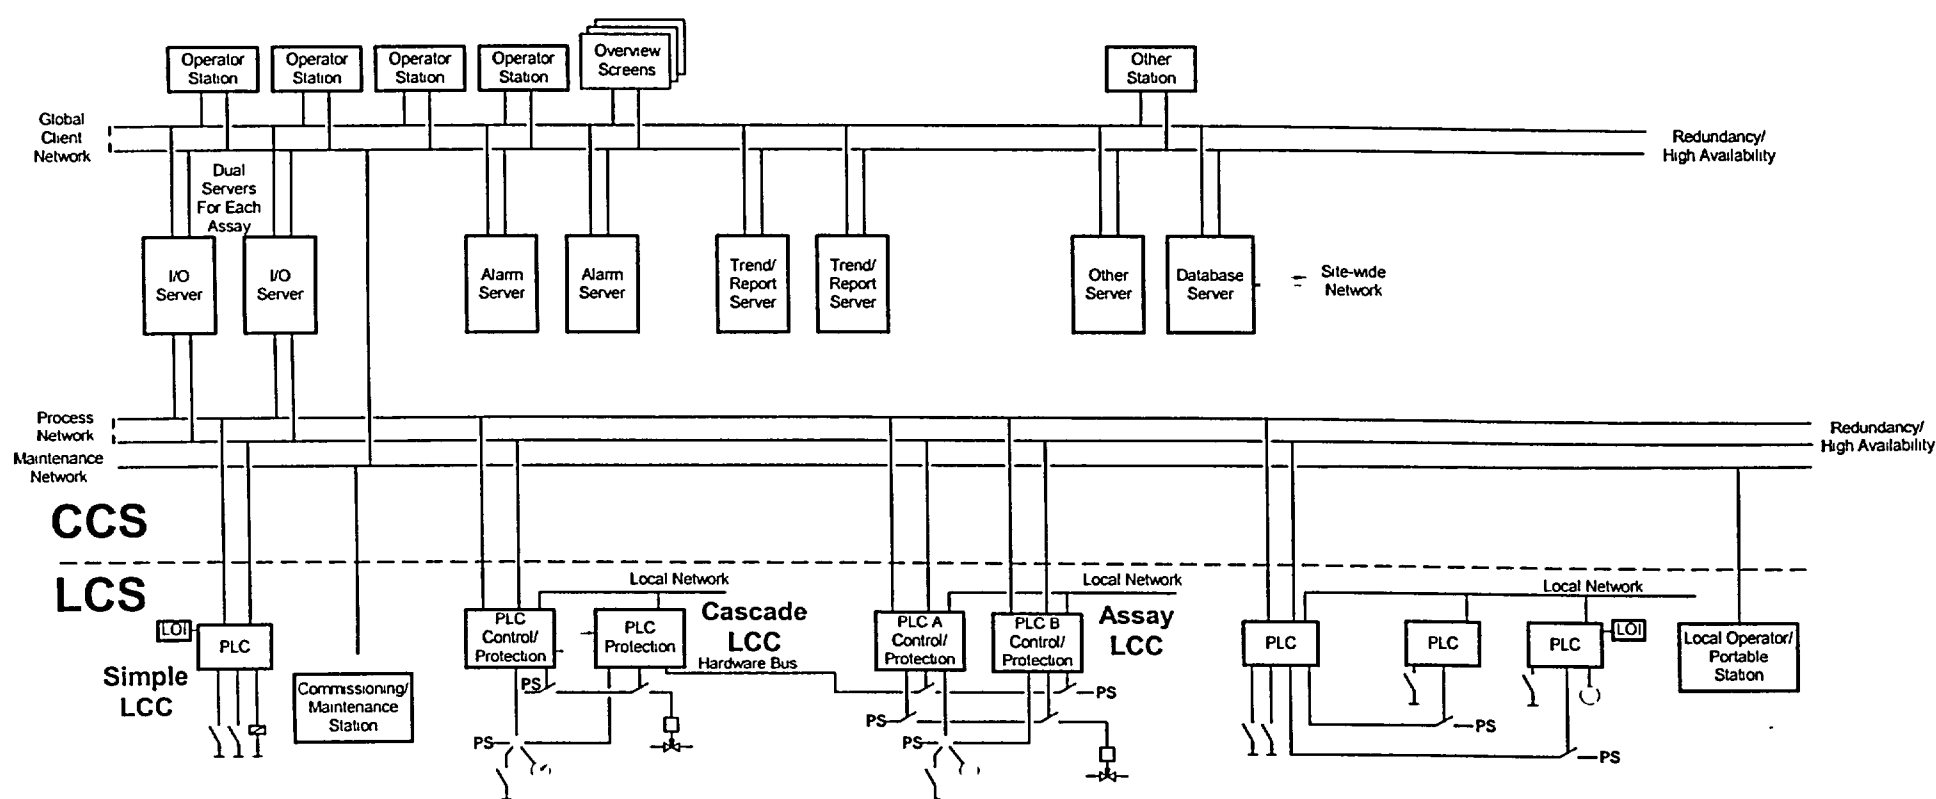 Operator
Station
Operator
Station
Operator
Station
Operator
Station
Overview
Screens
Other
Station
Global
Client
Network
Redundancy/
High Availability
Dual
Servers
For Each
Assay
I/O
Server
I/O
Server
Alarm
Server
Alarm
Server
Trend/
Report
Server
Trend/
Report
Server
Other
Server
Database
Server
Site-wide
Network
Process
Network
Redundancy/
High Availability
Maintenance
Network
CCS
LCS
Local Network
Local Network
Local Network
LOI
PLC
Simple
LCC
Commissioning/
Maintenance
Station
PLC
Control/
Protection
PLC
Protection
Cascade
LCC
Hardware Bus
PLC A
Control/
Protection
PLC B
Control/
Protection
Assay
LCC
PLC
PLC
PLC
LOI
Local Operator/
Portable
Station
PS
PS
PS
PS
PS
PS
PS